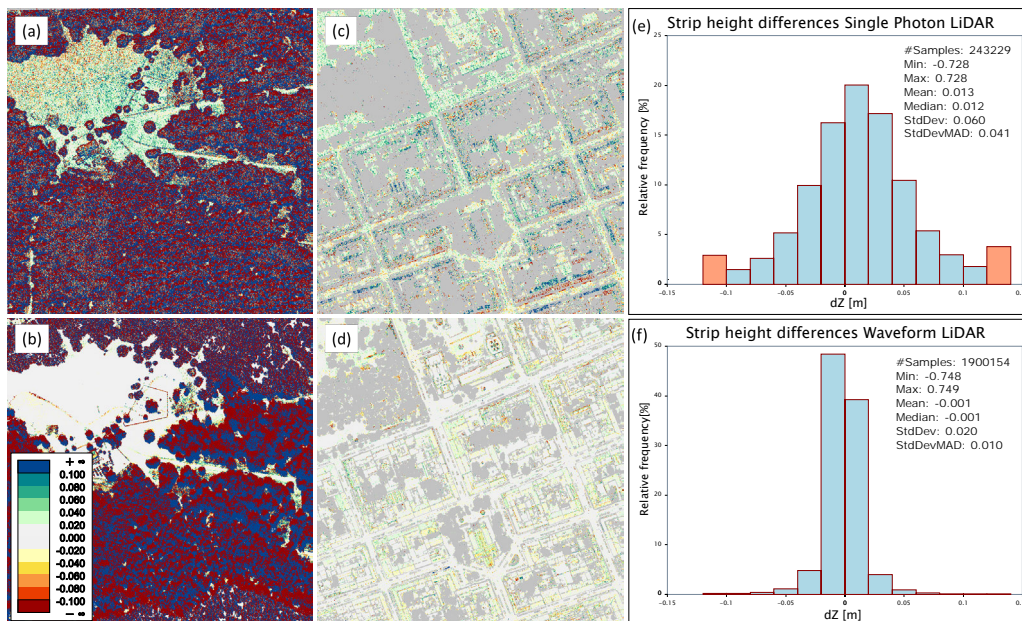 (a)
(b)
+ ∞
0.100
0.080
0.060
0.040
0.020
0.000
-0.020
-0.040
-0.060
-0.080
-0.100
− ∞
(c)
(d)
(e)
Strip height differences Single Photon LiDAR
#Samples: 243229
Min: -0.728
Max: 0.728
Mean: 0.013
Median: 0.012
StdDev: 0.060
StdDevMAD: 0.041
Relative frequency [%]
25
20
15
10
5
0
-0.15
-0.1
-0.05
0
0.05
0.1
0.
dZ [m]
(f)
Strip height differences Waveform LiDAR
#Samples: 1900154
Min: -0.748
Max: 0.749
Mean: -0.001
Median: -0.001
StdDev: 0.020
StdDevMAD: 0.010
Relative frequency[%]
50
40
30
20
10
0
-0.15
-0.1
-0.05
0
0.05
0.1
0.
dZ [m]